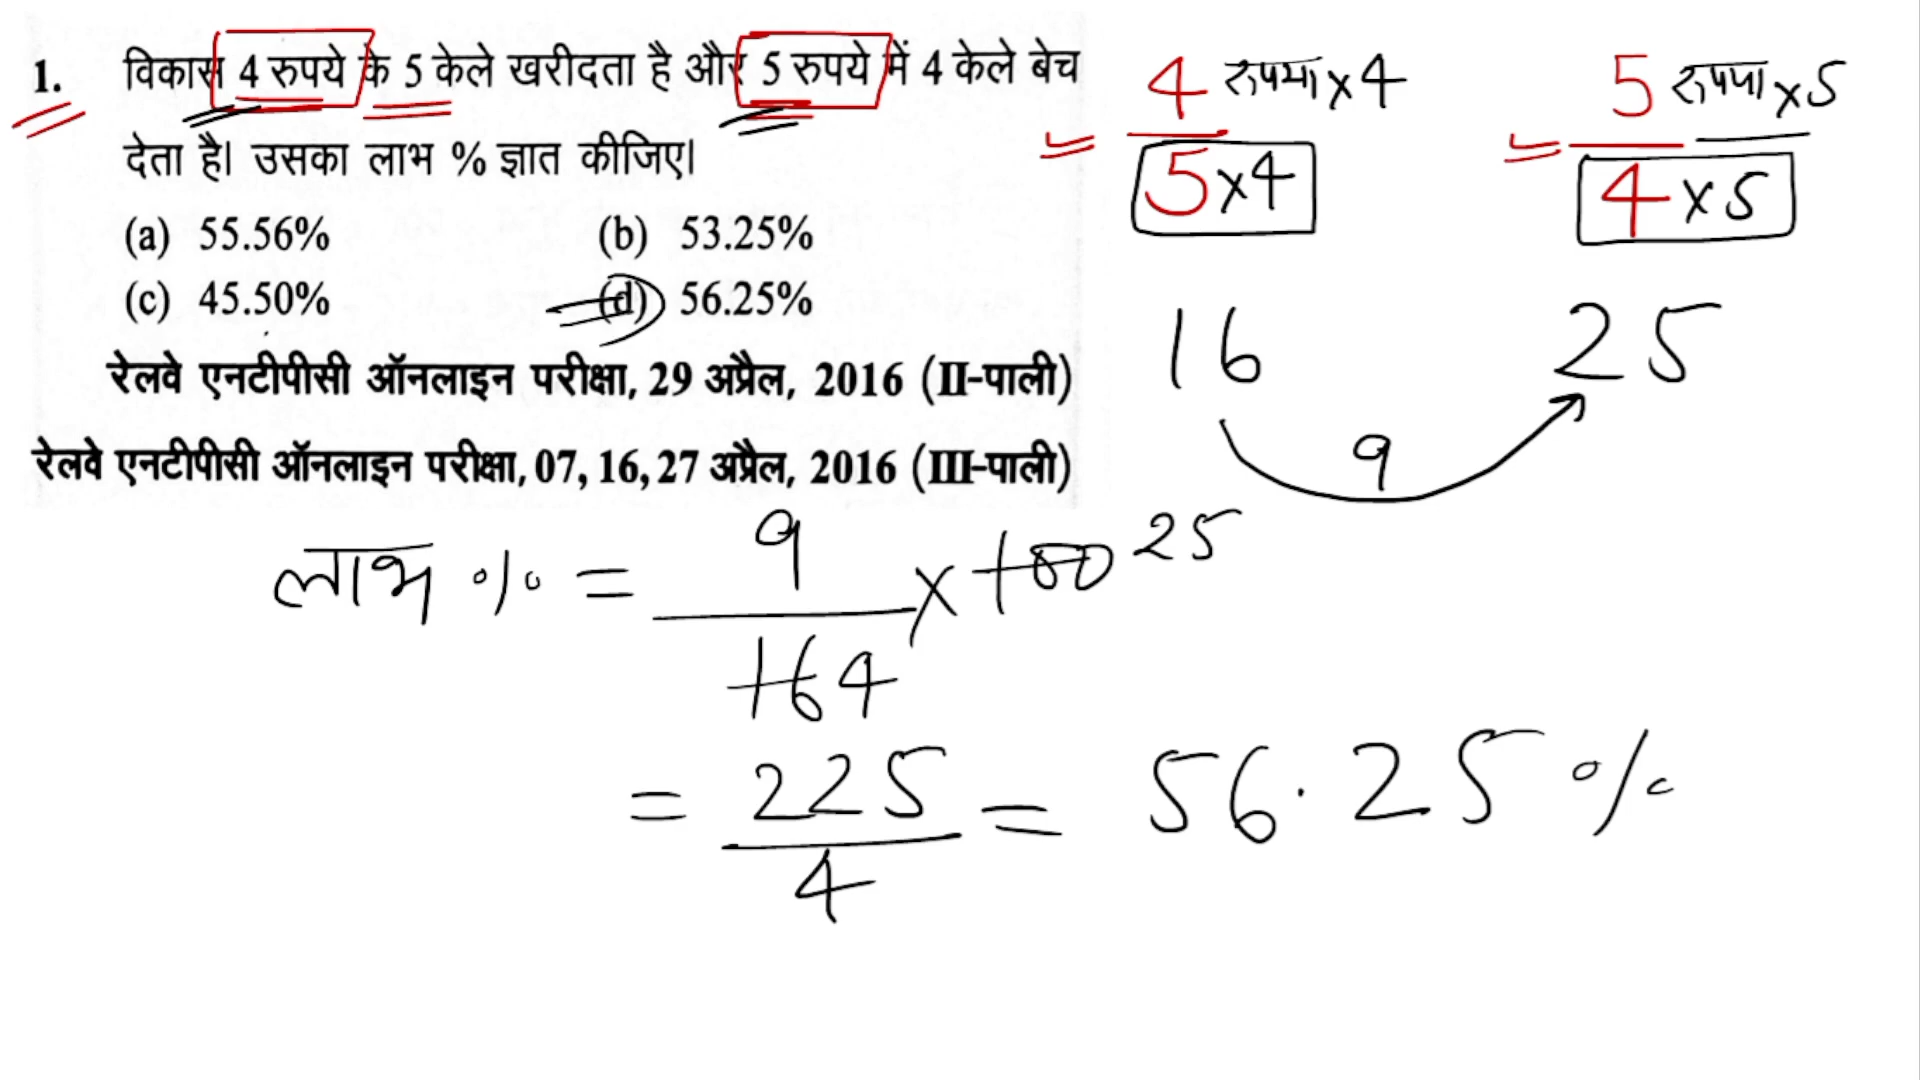 1. विकास 4 रुपये के 5 केले खरीदता है और 5 रुपये में 4 केले बेच
देता है। उसका लाभ % ज्ञात कीजिए।
(a) 55.56% (b) 53.25%
(c) 45.50% (d) 56.25%
रेलवे एनटीपीसी ऑनलाइन परीक्षा, 29 अप्रैल, 2016 (II-पाली)
रेलवे एनटीपीसी ऑनलाइन परीक्षा, 07, 16, 27 अप्रैल, 2016 (III-पाली)
4 रुपया x 4
5 x 4
5 रुपया x 5
4 x 5
16 25
9
लाभ % = 9 x 100 25
16 4
= 225 = 56.25 %
4